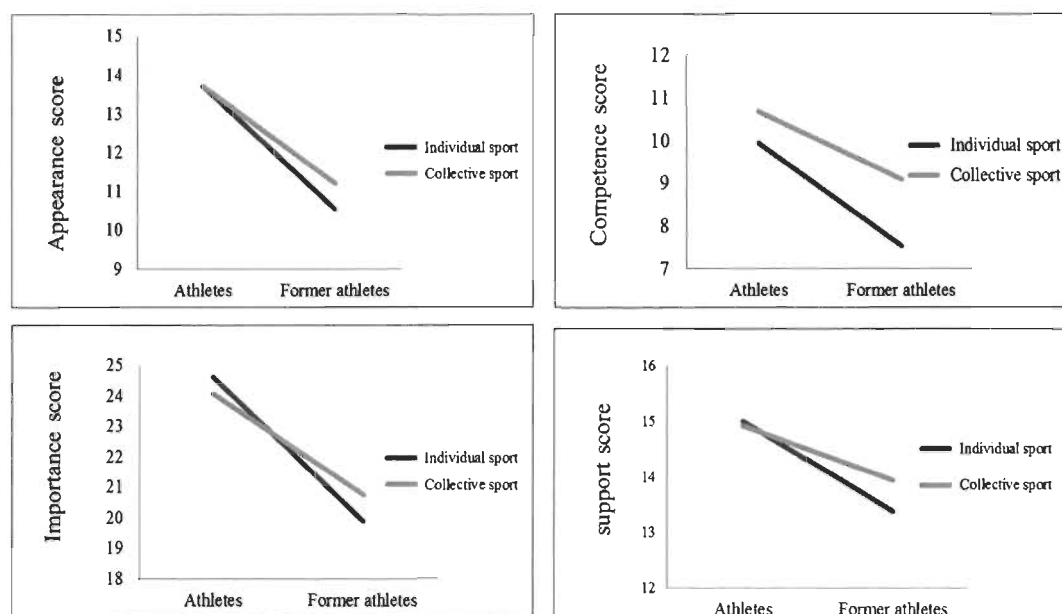 Appearance score
15
14
13
12
11
10
9
Athletes
Former athletes
Individual sport
Collective sport
Competence score
12
11
10
9
8
7
Athletes
Former athletes
Individual sport
Collective sport
Importance score
25
24
23
22
21
20
19
18
Athletes
Former athletes
Individual sport
Collective sport
support score
16
15
14
13
12
Athletes
Former athletes
Individual sport
Collective sport